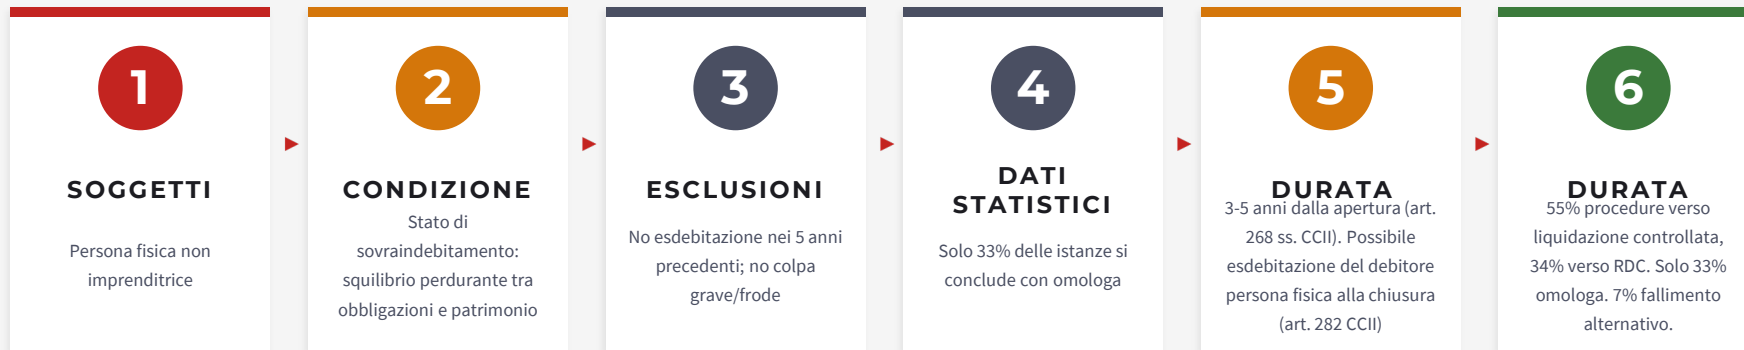 1
SOGGETTI
Persona fisica non
imprenditrice
2
CONDIZIONE
Stato di
sovraindebitamento:
squilibrio perdurante tra
obbligazioni e patrimonio
3
ESCLUSIONI
No esdebitazione nei 5 anni
precedenti; no colpa
grave/frode
4
DATI
STATISTICI
Solo 33% delle istanze si
conclude con omologa
5
DURATA
3-5 anni dalla apertura (art.
268 ss. CCII). Possibile
esdebitazione del debitore
persona fisica alla chiusura
(art. 282 CCII)
6
DURATA
55% procedure verso
liquidazione controllata,
34% verso RDC. Solo 33%
omologa. 7% fallimento
alternativo.